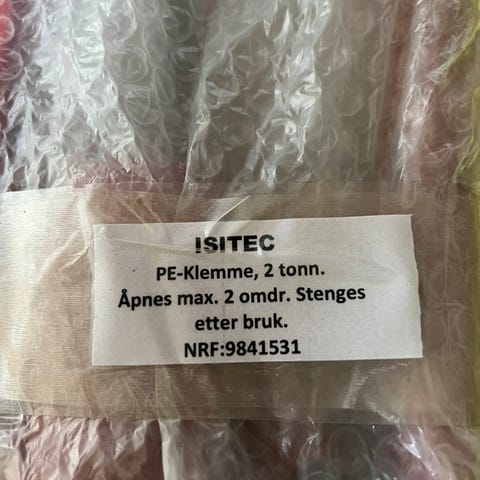 ISITEC
PE-Klemme, 2 tonn.
Åpnes max. 2 omdr. Stenges
etter bruk.
NRF:9841531